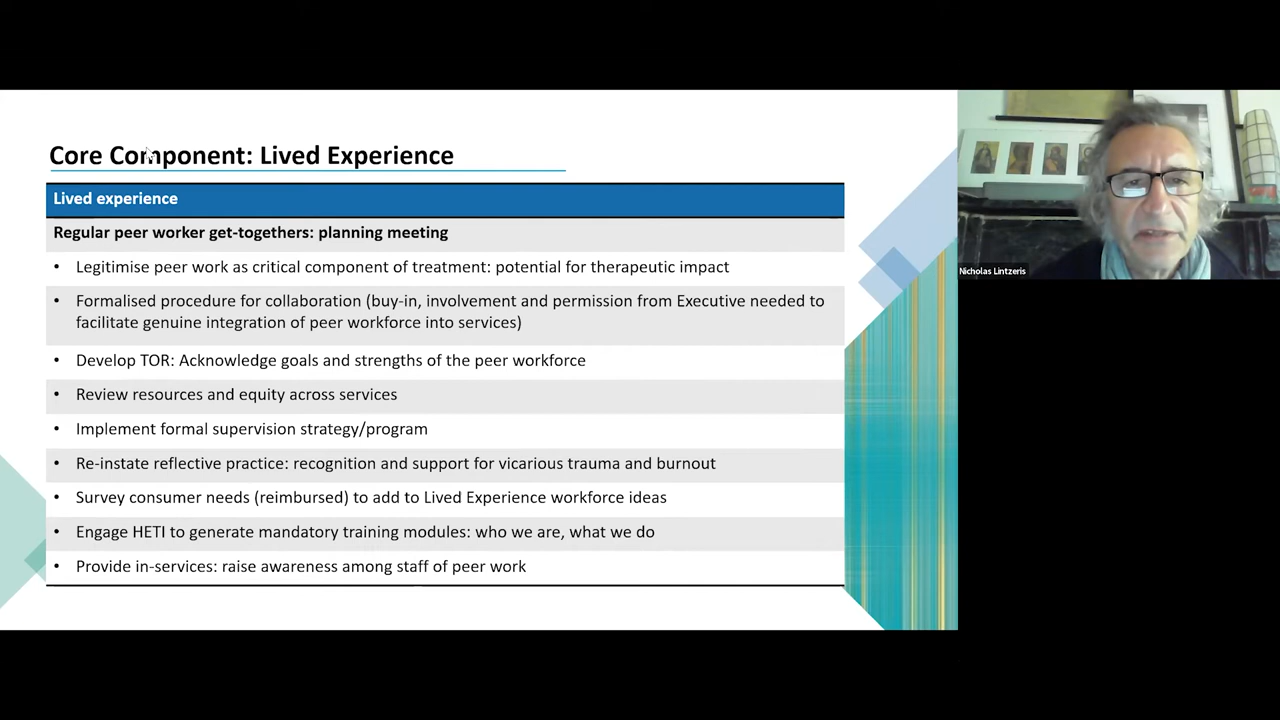 Core Component: Lived Experience
Lived experience
Regular peer worker get-togethers: planning meeting
• Legitimise peer work as critical component of treatment: potential for therapeutic impact
• Formalised procedure for collaboration (buy-in, involvement and permission from Executive needed to
facilitate genuine integration of peer workforce into services)
• Develop TOR: Acknowledge goals and strengths of the peer workforce
• Review resources and equity across services
• Implement formal supervision strategy/program
• Re-instate reflective practice: recognition and support for vicarious trauma and burnout
• Survey consumer needs (reimbursed) to add to Lived Experience workforce ideas
• Engage HETI to generate mandatory training modules: who we are, what we do
• Provide in-services: raise awareness among staff of peer work
Nicholas Lintzeris